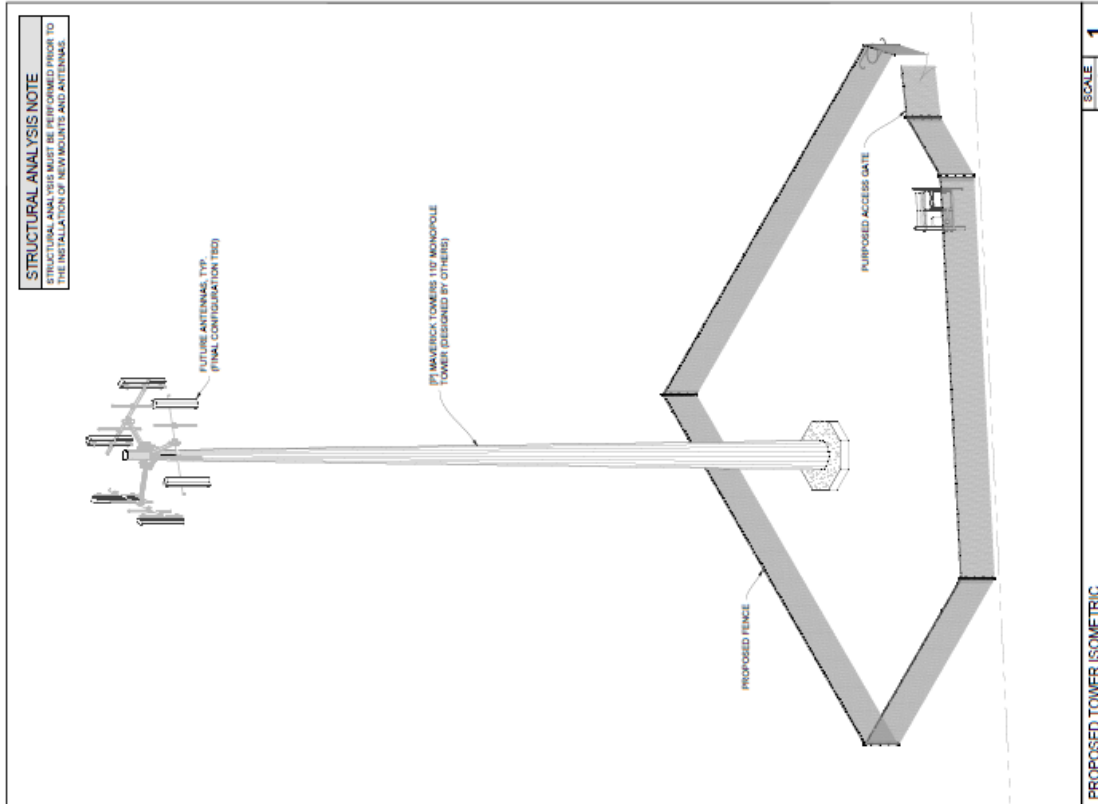 STRUCTURAL ANALYSIS NOTE
STRUCTURAL ANALYSIS MUST BE PERFORMED PRIOR TO
THE INSTALLATION OF NEW MOUNTS AND ANTENNAS.
FUTURE ANTENNAS, TYP.
(FINAL CONFIGURATION TBD)
[P] MAVERICK TOWERS 110' MONOPOLE
TOWER (DESIGNED BY OTHERS)
PURPOSED ACCESS GATE
PROPOSED FENCE
PROPOSED TOWER ISOMETRIC
SCALE
1